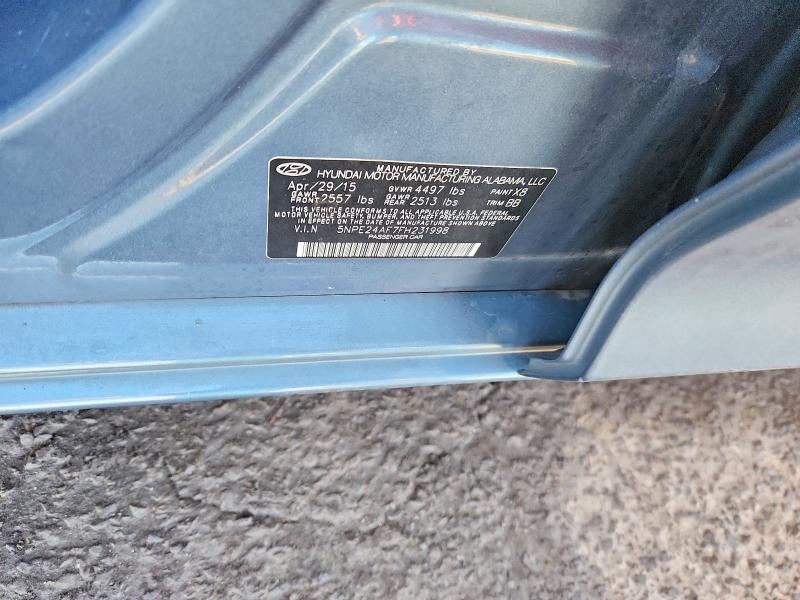 MANUFACTURED BY
HYUNDAI MOTOR MANUFACTURING ALABAMA, LLC
Apr/29/15 GVWR 4497 lbs PAINT X8
GAWR FRONT 2557 lbs GAWR REAR 2513 lbs TRIM BB
THIS VEHICLE CONFORMS TO ALL APPLICABLE U.S.A. FEDERAL
MOTOR VEHICLE SAFETY, BUMPER, AND THEFT PREVENTION STANDARDS
IN EFFECT ON THE DATE OF MANUFACTURE SHOWN ABOVE
V.I.N 5NPE24AF7FH231998
PASSENGER CAR